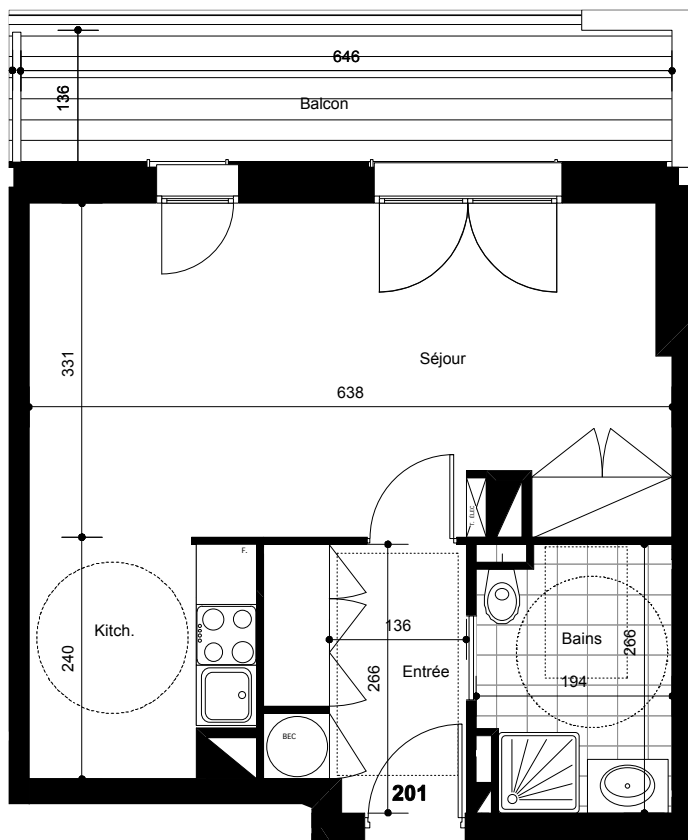 646
136
Balcon
331
Séjour
638
T. ELEC
F.
Kitch.
240
136
266
Entrée
Bains
266
194
BEC
201